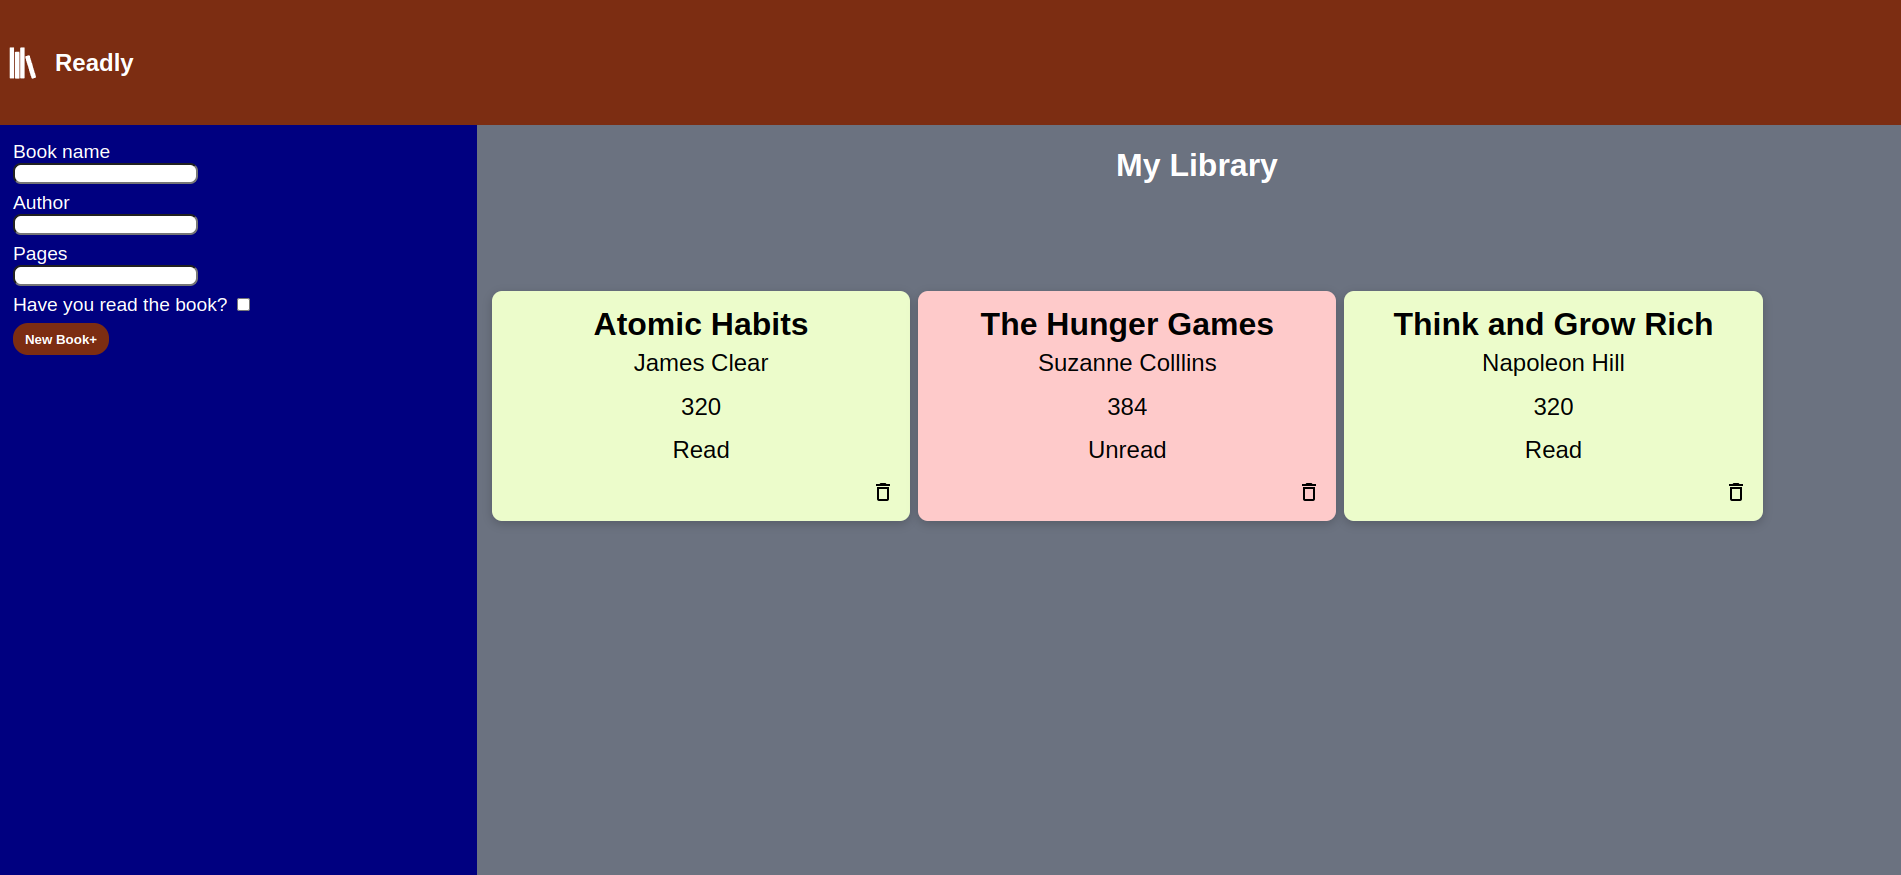 Readly
Book name
Author
Pages
Have you read the book?
New Book+
My Library
Atomic Habits
James Clear
320
Read
The Hunger Games
Suzanne Colllins
384
Unread
Think and Grow Rich
Napoleon Hill
320
Read